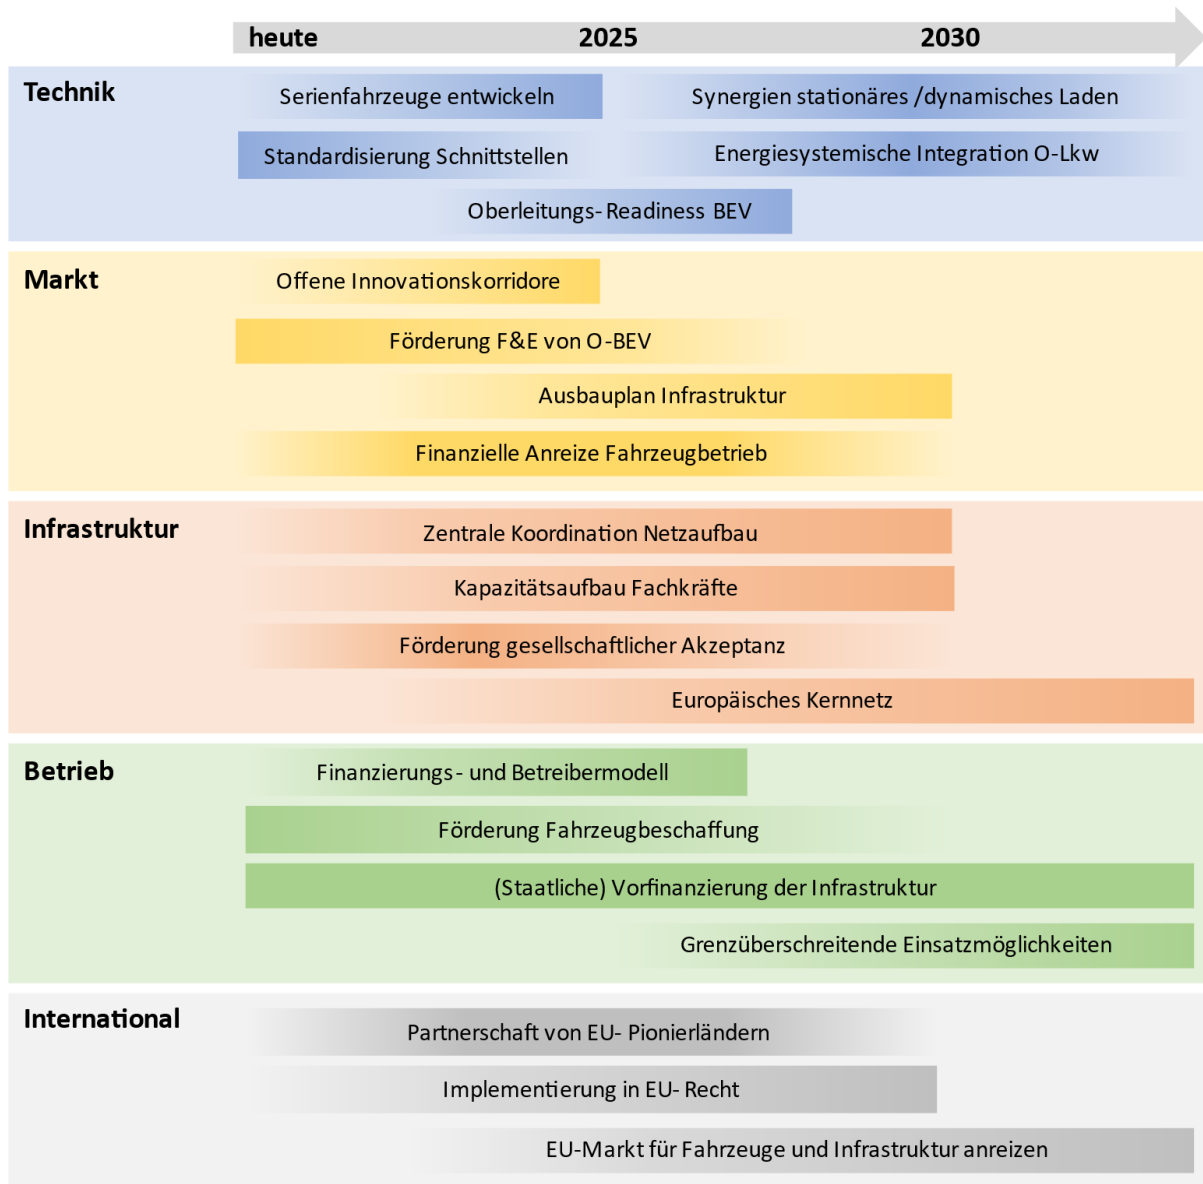 heute 2025 2030
Technik
Serienfahrzeuge entwickeln
Synergien stationäres /dynamisches Laden
Standardisierung Schnittstellen
Energiesystemische Integration O-Lkw
Oberleitungs- Readiness BEV
Markt
Offene Innovationskorridore
Förderung F&E von O-BEV
Ausbauplan Infrastruktur
Finanzielle Anreize Fahrzeugbetrieb
Infrastruktur
Zentrale Koordination Netzaufbau
Kapazitätsaufbau Fachkräfte
Förderung gesellschaftlicher Akzeptanz
Europäisches Kernnetz
Betrieb
Finanzierungs- und Betreibermodell
Förderung Fahrzeugbeschaffung
(Staatliche) Vorfinanzierung der Infrastruktur
Grenzüberschreitende Einsatzmöglichkeiten
International
Partnerschaft von EU- Pionierländern
Implementierung in EU- Recht
EU-Markt für Fahrzeuge und Infrastruktur anreizen